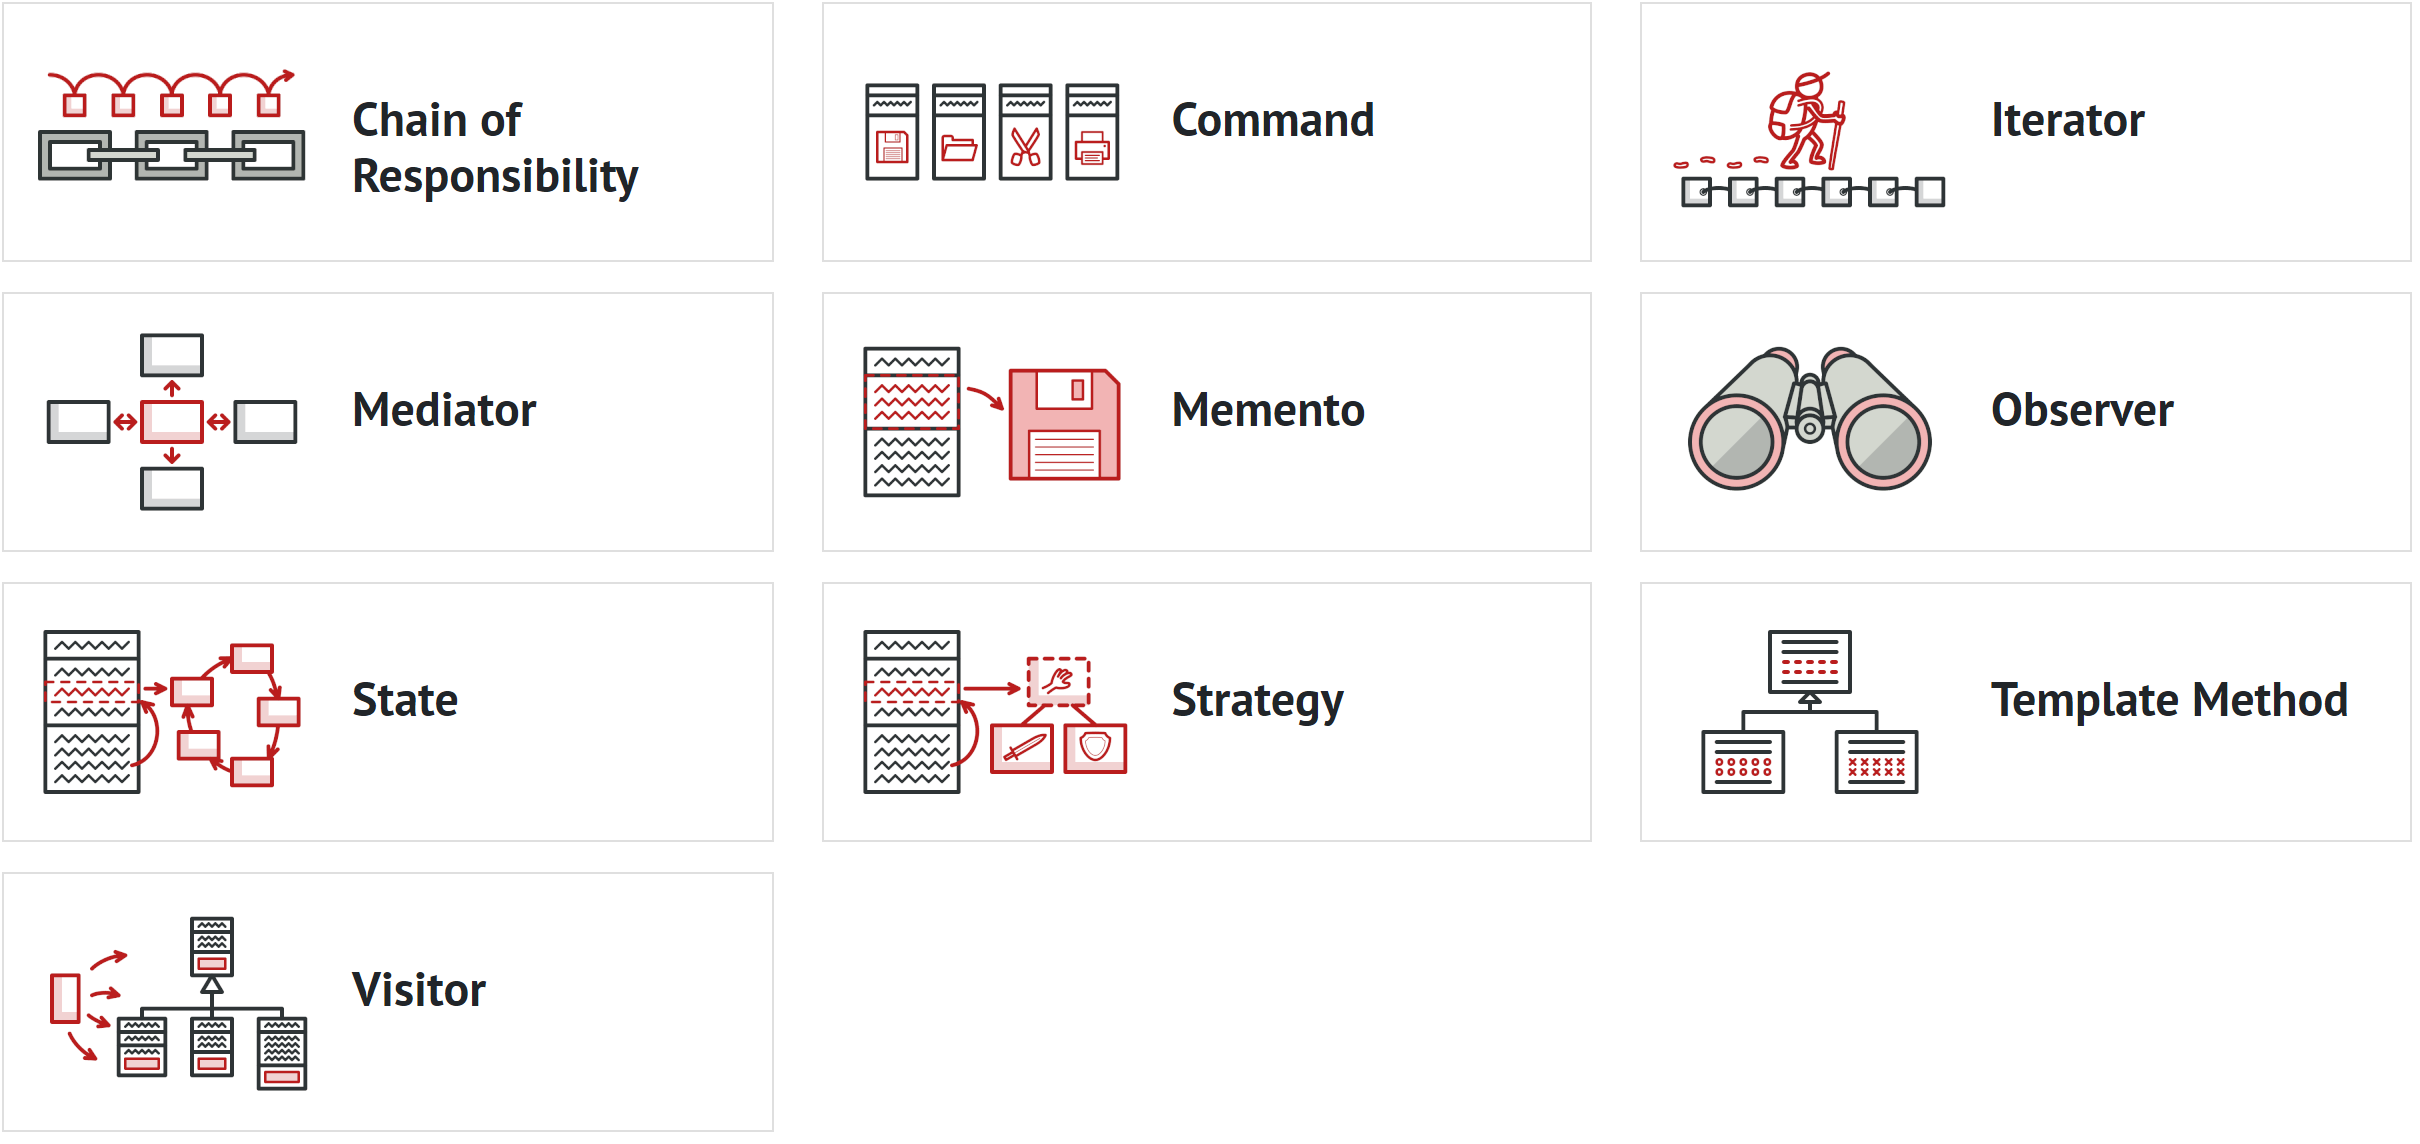 Chain of
Responsibility
Command
Iterator
Mediator
Memento
Observer
State
Strategy
Template Method
Visitor